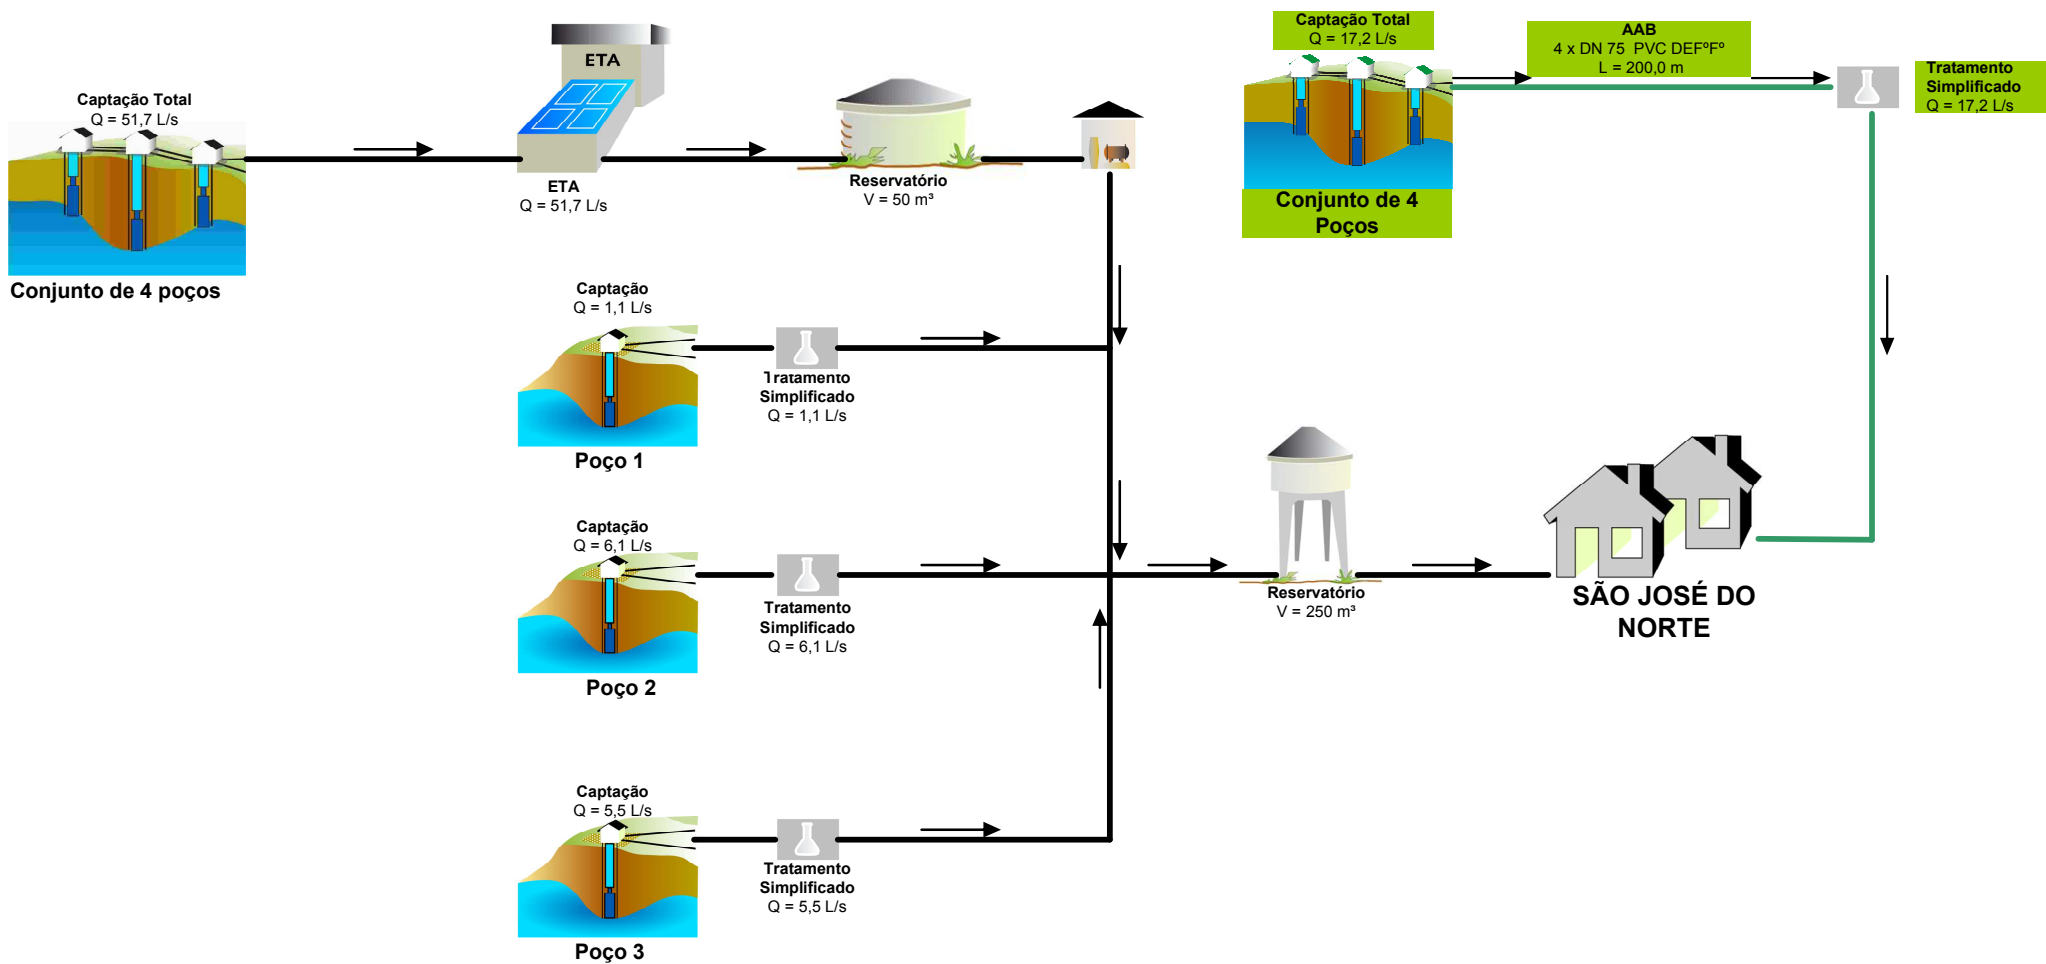 Captação Total
Q = 51,7 L/s
Conjunto de 4 poços
ETA
ETA
Q = 51,7 L/s
Reservatório
V = 50 m³
Captação Total
Q = 17,2 L/s
Conjunto de 4
Poços
AAB
4 x DN 75 PVC DEFºFº
L = 200,0 m
Tratamento
Simplificado
Q = 17,2 L/s
Captação
Q = 1,1 L/s
Poço 1
Tratamento
Simplificado
Q = 1,1 L/s
Captação
Q = 6,1 L/s
Poço 2
Tratamento
Simplificado
Q = 6,1 L/s
Reservatório
V = 250 m³
SÃO JOSÉ DO
NORTE
Captação
Q = 5,5 L/s
Poço 3
Tratamento
Simplificado
Q = 5,5 L/s